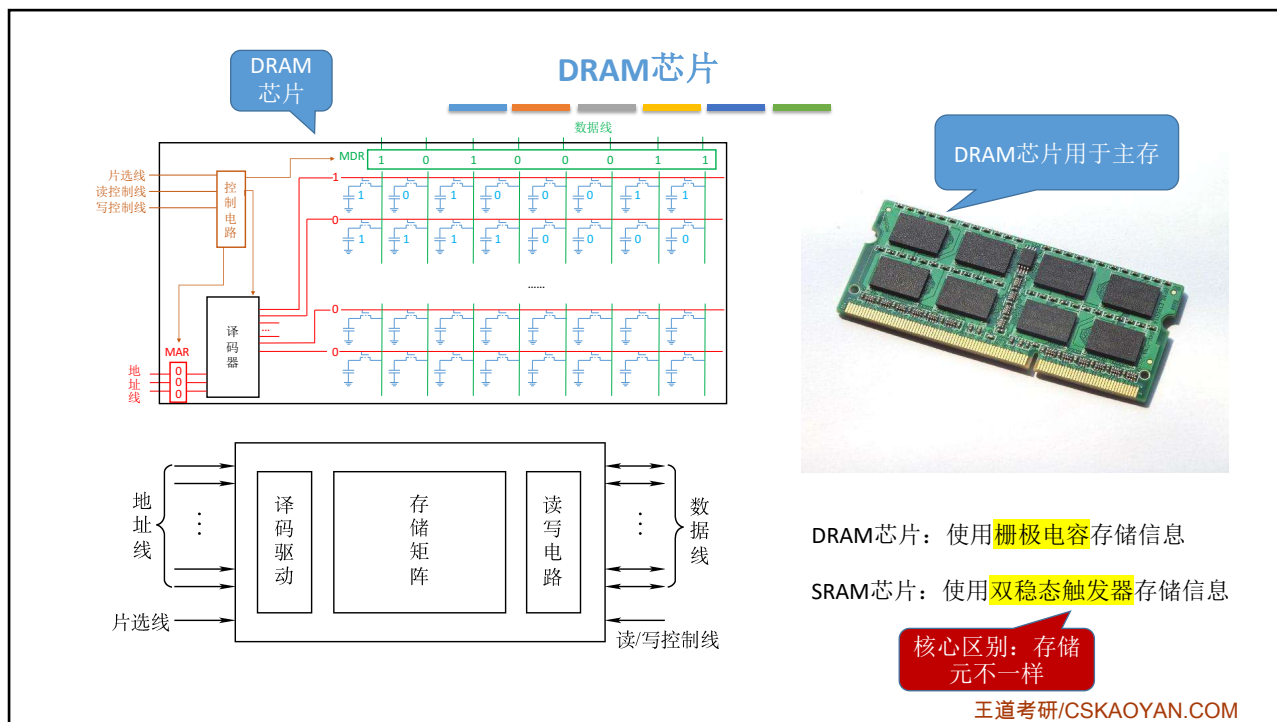 DRAM芯片
DRAM
芯片
数据线
MDR
1 0 1 0 0 0 1 1
片选线
读控制线
写控制线
控制电路
1
1 0 1 0 0 0 1 1
0
1 1 1 1 0 0 0 0
......
...
0
0
译码器
MAR
地址线
0
0
0
DRAM芯片用于主存
地址线
⋮
译码驱动
存储矩阵
读写电路
⋮
数据线
片选线
读/写控制线
DRAM芯片：使用栅极电容存储信息
SRAM芯片：使用双稳态触发器存储信息
核心区别：存储
元不一样
王道考研/CSKAOYAN.COM